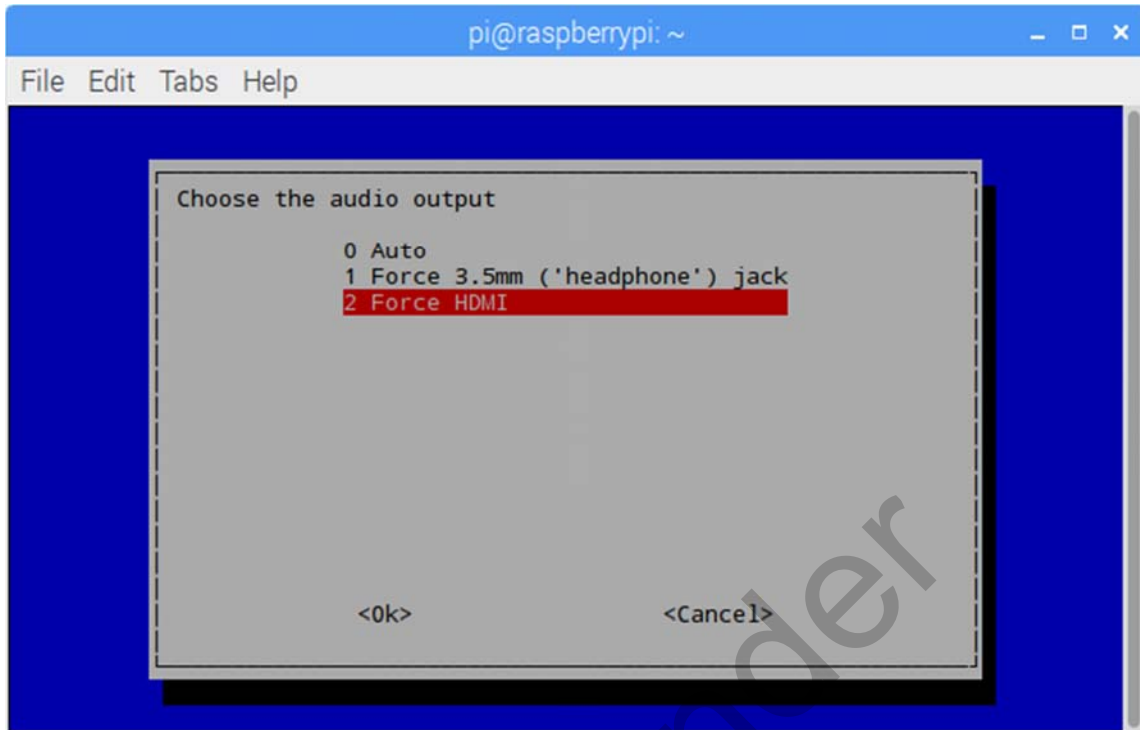 pi@raspberrypi: ~
File Edit Tabs Help
Choose the audio output
0 Auto
1 Force 3.5mm ('headphone') jack
2 Force HDMI
<Ok> <Cancel>
nder